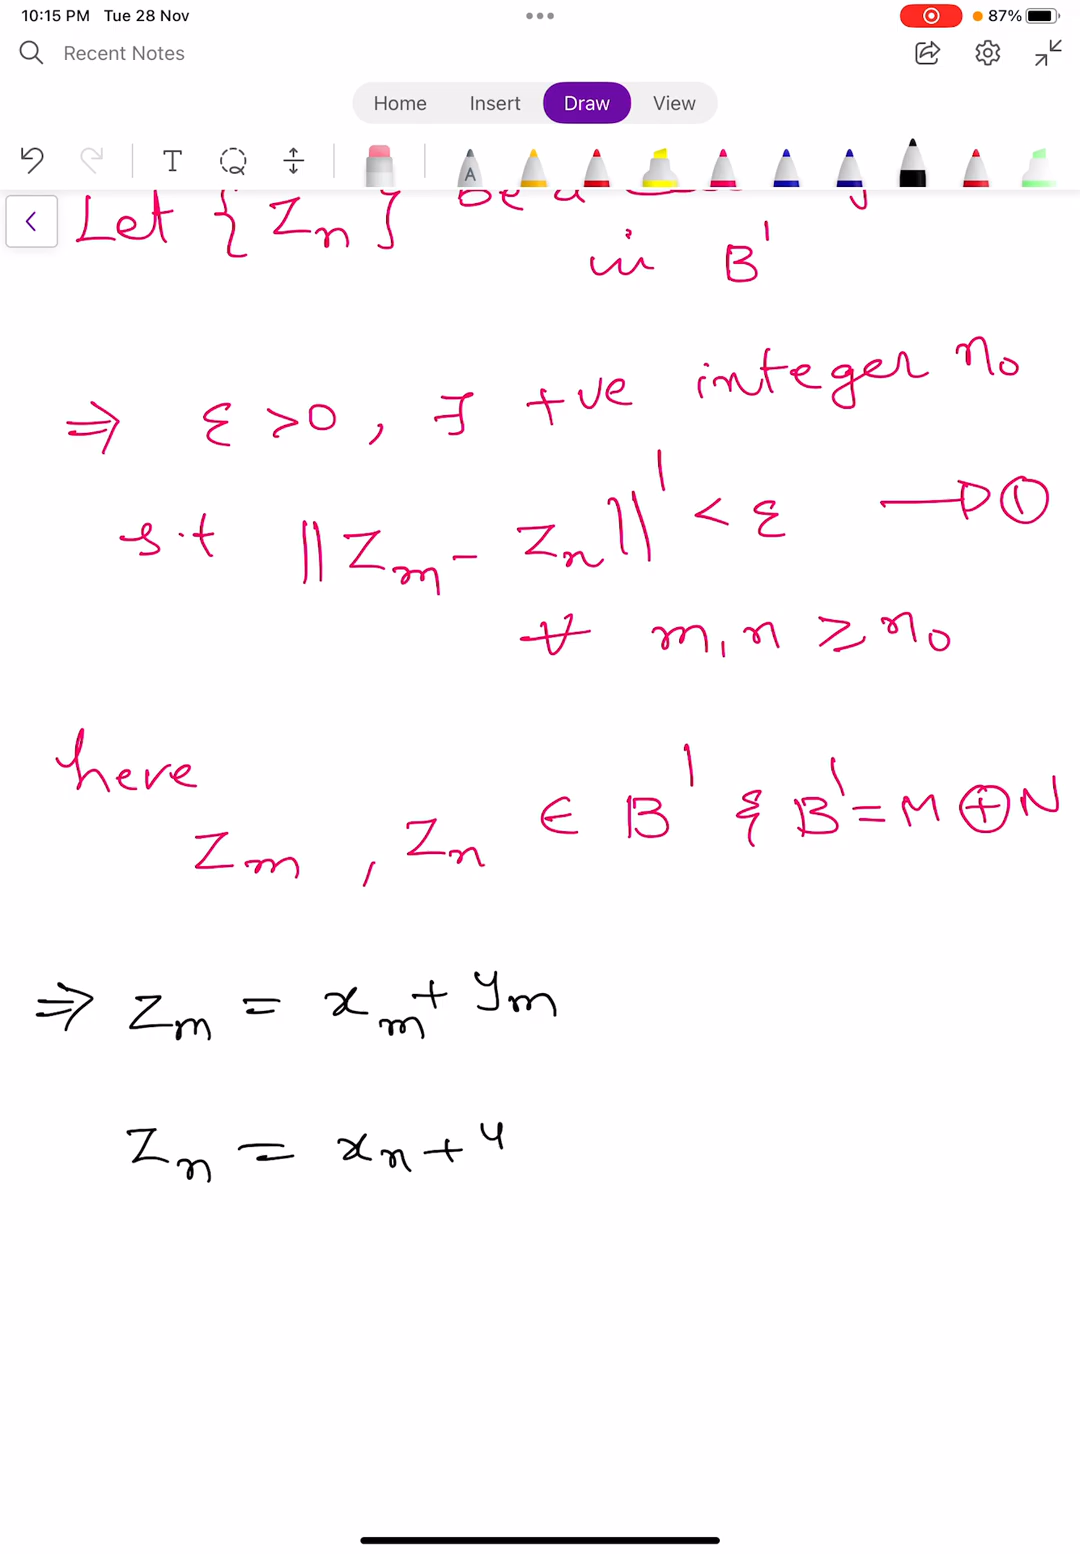 10:15 PM Tue 28 Nov
87%
Recent Notes
Home Insert Draw View
T
A
Let {Zn} be a
in B'
⇒ ε >0, ∃ +ve integer n₀
s.t ||Zm - Zn||' < ε → ①
∀ m, n ≥ n₀
here
Zm, Zn ∈ B' & B' = M ⊕ N
⇒ Zm = xm + ym
Zn = xn + y